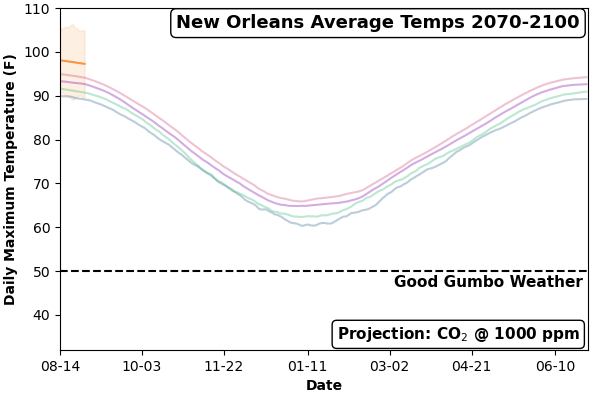 New Orleans Average Temps 2070-2100
Daily Maximum Temperature (F)
110
100
90
80
70
60
50
40
Good Gumbo Weather
Projection: CO₂ @ 1000 ppm
08-14 10-03 11-22 01-11 03-02 04-21 06-10
Date